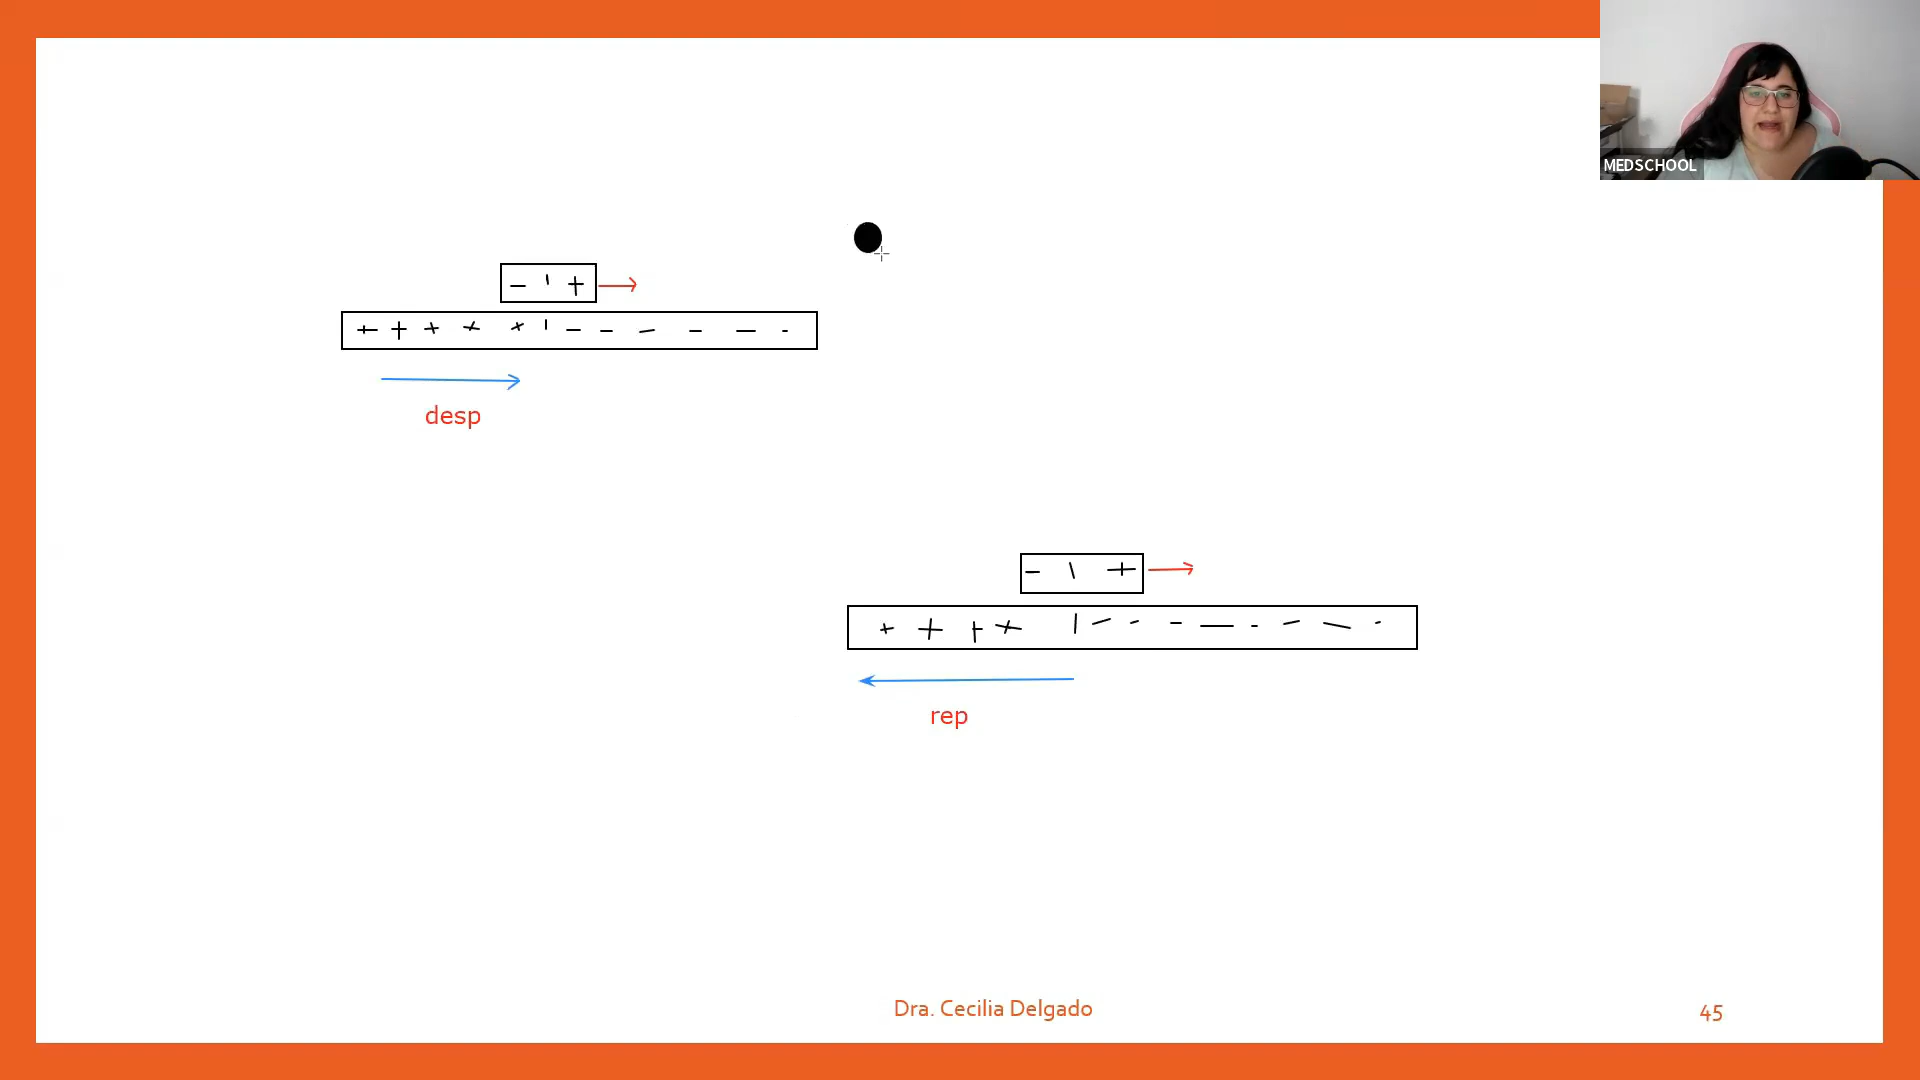 MEDSCHOOL
- ' +
+ + + + + ' - - - - - -
desp
- \ +
+ + + + | - - - - - - - -
rep
Dra. Cecilia Delgado
45